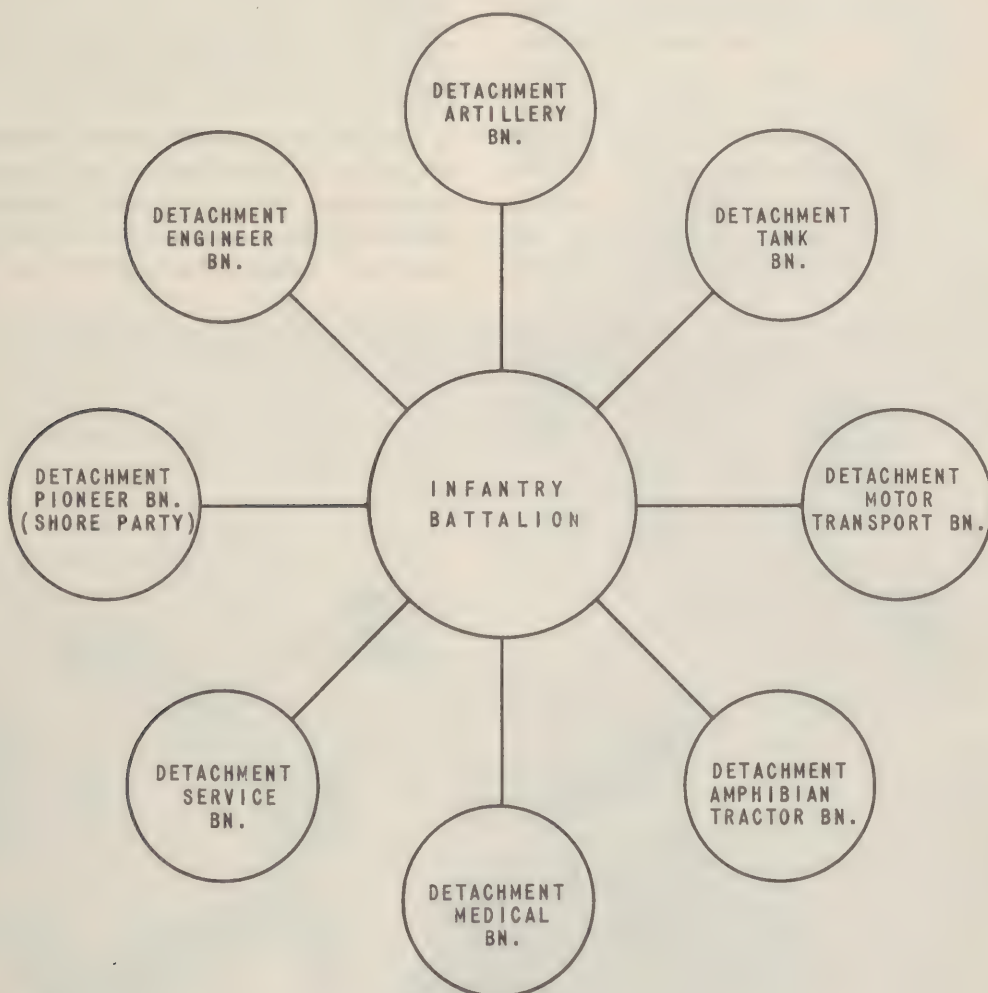 DETACHMENT
ARTILLERY
BN.
DETACHMENT
ENGINEER
BN.
DETACHMENT
TANK
BN.
DETACHMENT
PIONEER BN.
(SHORE PARTY)
INFANTRY
BATTALION
DETACHMENT
MOTOR
TRANSPORT BN.
DETACHMENT
SERVICE
BN.
DETACHMENT
AMPHIBIAN
TRACTOR BN.
DETACHMENT
MEDICAL
BN.